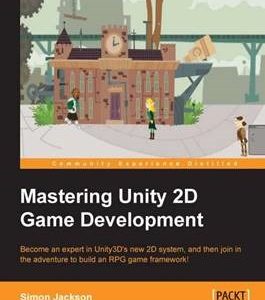 Community Experience Distilled
Mastering Unity 2D
Game Development
Become an expert in Unity3D's new 2D system, and then join in
the adventure to build an RPG game framework!
Simon Jackson
PACKT